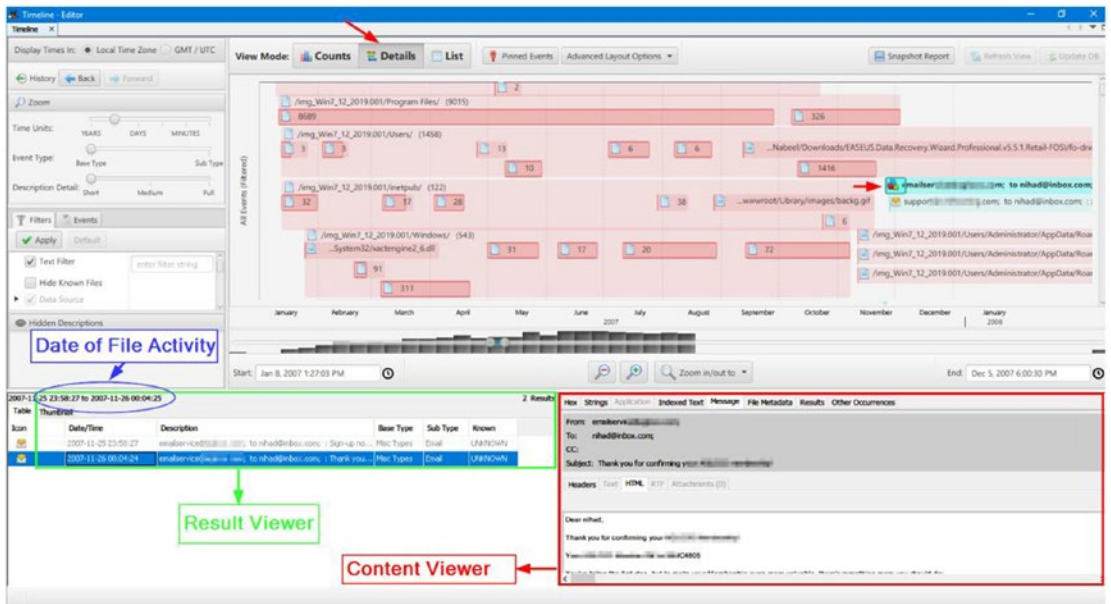 Timeline - Editor
Timeline ×
Display Times In: Local Time Zone GMT / UTC
History Back Forward
Zoom
Time Units: YEARS DAYS MINUTES
Event Type: Base Type Sub Type
Description Detail: Short Medium Full
Filters Events
Apply Default
Text Filter enter filter string
Hide Known Files
Data Source
Hidden Descriptions
View Mode: Counts Details List Pinned Events Advanced Layout Options Snapshot Report Refresh View Update DB
All Events (Filtered)
2
/img_Win7_12_2019.001/Program Files/ (9015)
8689 326
/img_Win7_12_2019.001/Users/ (1458)
3 3 13 6 6 ...Nabeel/Downloads/EASEUS.Data.Recovery.Wizard.Professional.v5.5.1.Retail-FOSI/fo-drw
10 1416
/img_Win7_12_2019.001/inetpub/ (122)
emailser m; to nihad@inbox.com;
32 17 28 38 ...wwwroot/Library/images/backg.gif support com; to nihad@inbox.com; :
6
/img_Win7_12_2019.001/Windows/ (543)
/img_Win7_12_2019.001/Users/Administrator/AppData/Roar
...System32/xactengine2_6.dll 31 17 20 72 /img_Win7_12_2019.001/Users/Administrator/AppData/Roar
91
/img_Win7_12_2019.001/Users/Administrator/AppData/Roar
311
January February March April May June July August September October November December January
2007 2008
Start: Jan 8, 2007 1:27:03 PM Zoom in/out to End: Dec 5, 2007 6:00:30 PM
Date of File Activity
2007-11-25 23:58:27 to 2007-11-26 00:04:25 2 Results
Table Thumbnail
Icon Date/Time Description Base Type Sub Type Known
2007-11-25 23:58:27 emailservice@ to nihad@inbox.com; : Sign-up no... Misc Types Email UNKNOWN
2007-11-26 00:04:24 emailservice@ to nihad@inbox.com; : Thank you... Misc Types Email UNKNOWN
Result Viewer
Content Viewer
Hex Strings Application Indexed Text Message File Metadata Results Other Occurrences
From: emailservice
To: nihad@inbox.com;
CC:
Subject: Thank you for confirming your
Headers Text HTML RTF Attachments (0)
Dear nihad,
Thank you for confirming your